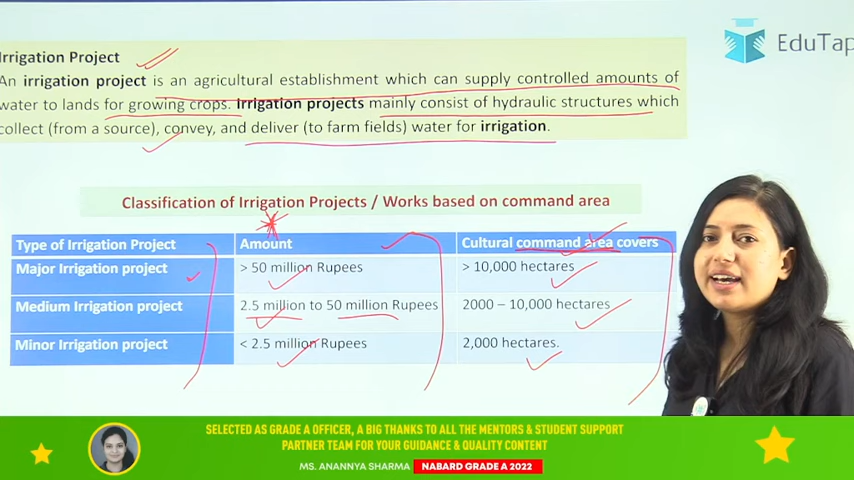 Irrigation Project
An irrigation project is an agricultural establishment which can supply controlled amounts of
water to lands for growing crops. Irrigation projects mainly consist of hydraulic structures which
collect (from a source), convey, and deliver (to farm fields) water for irrigation.
EduTap
Classification of Irrigation Projects / Works based on command area
Type of Irrigation Project Amount Cultural command area covers
Major Irrigation project > 50 million Rupees > 10,000 hectares
Medium Irrigation project 2.5 million to 50 million Rupees 2000 – 10,000 hectares
Minor Irrigation project < 2.5 million Rupees 2,000 hectares.
SELECTED AS GRADE A OFFICER, A BIG THANKS TO ALL THE MENTORS & STUDENT SUPPORT
PARTNER TEAM FOR YOUR GUIDANCE & QUALITY CONTENT
MS. ANANNYA SHARMA NABARD GRADE A 2022